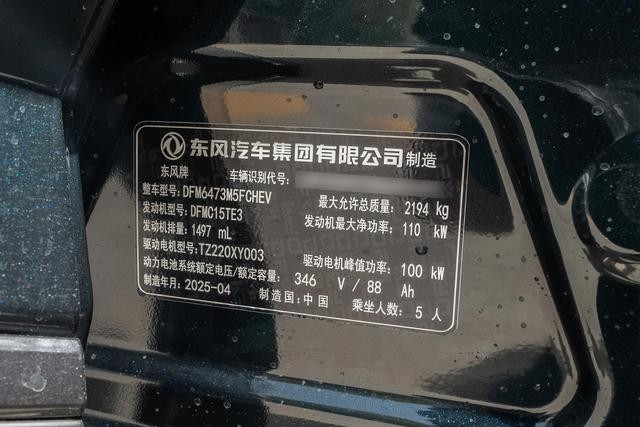 东风汽车集团有限公司制造
东风牌 车辆识别代号:
整车型号: DFM6473M5FCHEV 最大允许总质量: 2194 kg
发动机型号: DFMC15TE3 发动机最大净功率: 110 kW
发动机排量: 1497 mL
驱动电机型号: TZ220XY003 驱动电机峰值功率: 100 kW
动力电池系统额定电压/额定容量: 346 V / 88 Ah
制造年月: 2025-04 制造国: 中国 乘坐人数: 5 人